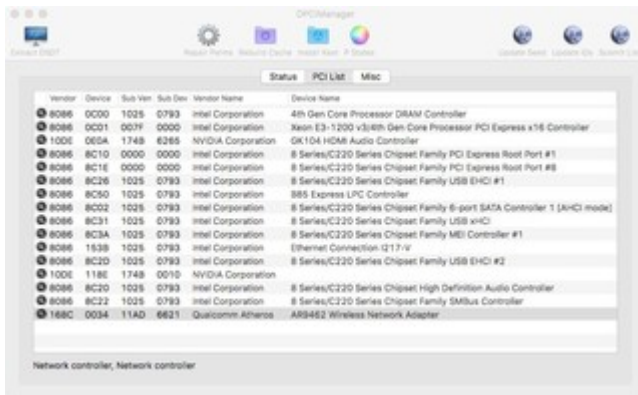 DPCIManager
Extract DSDT Repair Perms Rebuild Cache Install Kext P States Update Seed Update IDs Submit List
Status PCI List Misc
Vendor Device Sub Ven Sub Dev Vendor Name Device Name
8086 0C00 1025 0793 Intel Corporation 4th Gen Core Processor DRAM Controller
8086 0C01 007F 0000 Intel Corporation Xeon E3-1200 v3/4th Gen Core Processor PCI Express x16 Controller
10DE 0E0A 174B 6265 NVIDIA Corporation GK104 HDMI Audio Controller
8086 8C10 0000 0000 Intel Corporation 8 Series/C220 Series Chipset Family PCI Express Root Port #1
8086 8C1E 0000 0000 Intel Corporation 8 Series/C220 Series Chipset Family PCI Express Root Port #8
8086 8C26 1025 0793 Intel Corporation 8 Series/C220 Series Chipset Family USB EHCI #1
8086 8C50 1025 0793 Intel Corporation B85 Express LPC Controller
8086 8C02 1025 0793 Intel Corporation 8 Series/C220 Series Chipset Family 6-port SATA Controller 1 [AHCI mode]
8086 8C31 1025 0793 Intel Corporation 8 Series/C220 Series Chipset Family USB xHCI
8086 8C3A 1025 0793 Intel Corporation 8 Series/C220 Series Chipset Family MEI Controller #1
8086 153B 1025 0793 Intel Corporation Ethernet Connection I217-V
8086 8C2D 1025 0793 Intel Corporation 8 Series/C220 Series Chipset Family USB EHCI #2
10DE 118E 174B 0010 NVIDIA Corporation
8086 8C20 1025 0793 Intel Corporation 8 Series/C220 Series Chipset High Definition Audio Controller
8086 8C22 1025 0793 Intel Corporation 8 Series/C220 Series Chipset Family SMBus Controller
168C 0034 11AD 6621 Qualcomm Atheros AR9462 Wireless Network Adapter
Network controller, Network controller